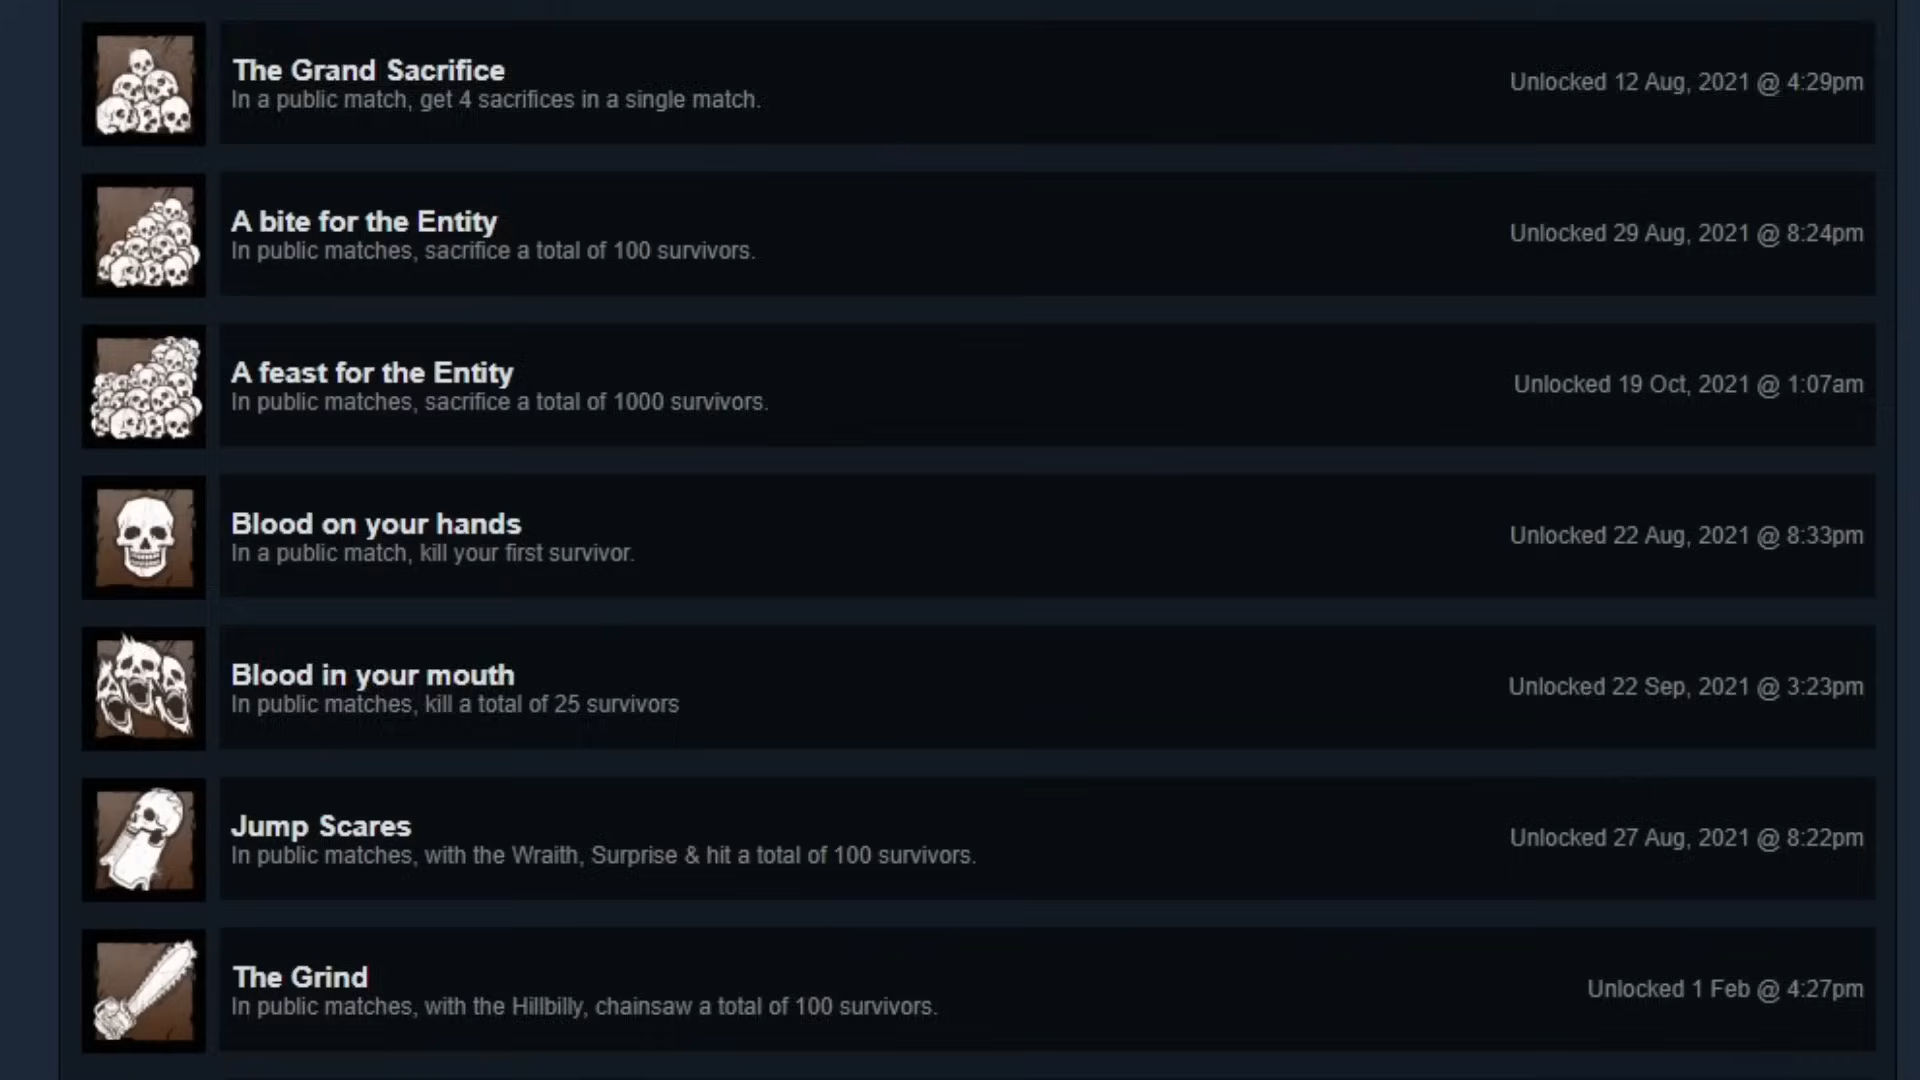 The Grand Sacrifice
In a public match, get 4 sacrifices in a single match.
Unlocked 12 Aug, 2021 @ 4:29pm
A bite for the Entity
In public matches, sacrifice a total of 100 survivors.
Unlocked 29 Aug, 2021 @ 8:24pm
A feast for the Entity
In public matches, sacrifice a total of 1000 survivors.
Unlocked 19 Oct, 2021 @ 1:07am
Blood on your hands
In a public match, kill your first survivor.
Unlocked 22 Aug, 2021 @ 8:33pm
Blood in your mouth
In public matches, kill a total of 25 survivors
Unlocked 22 Sep, 2021 @ 3:23pm
Jump Scares
In public matches, with the Wraith, Surprise & hit a total of 100 survivors.
Unlocked 27 Aug, 2021 @ 8:22pm
The Grind
In public matches, with the Hillbilly, chainsaw a total of 100 survivors.
Unlocked 1 Feb @ 4:27pm